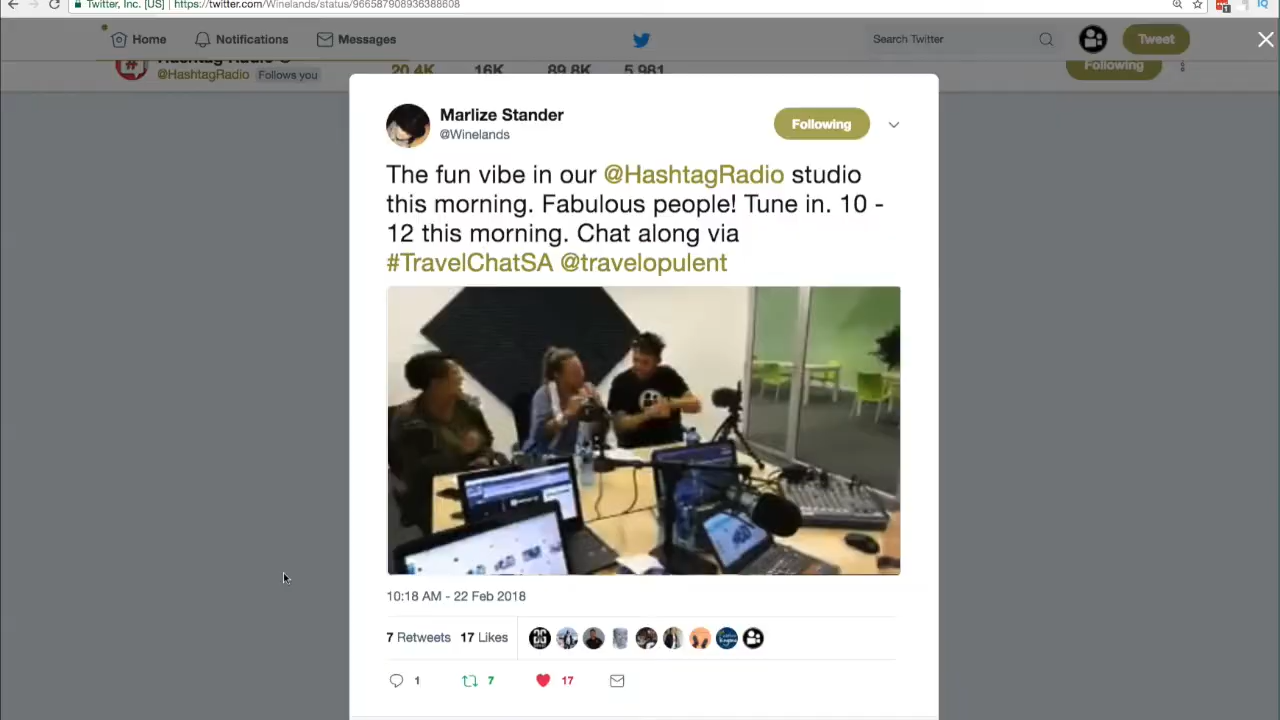 Twitter, Inc. [US] | https://twitter.com/Winelands/status/966587908936388608
Home Notifications Messages Search Twitter Tweet
Hashtag Radio
@HashtagRadio Follows you 20.4K 16K 89.8K 5,981 Following
Marlize Stander
@Winelands
Following
The fun vibe in our @HashtagRadio studio
this morning. Fabulous people! Tune in. 10 -
12 this morning. Chat along via
#TravelChatSA @travelopulent
10:18 AM - 22 Feb 2018
7 Retweets 17 Likes
1 7 17